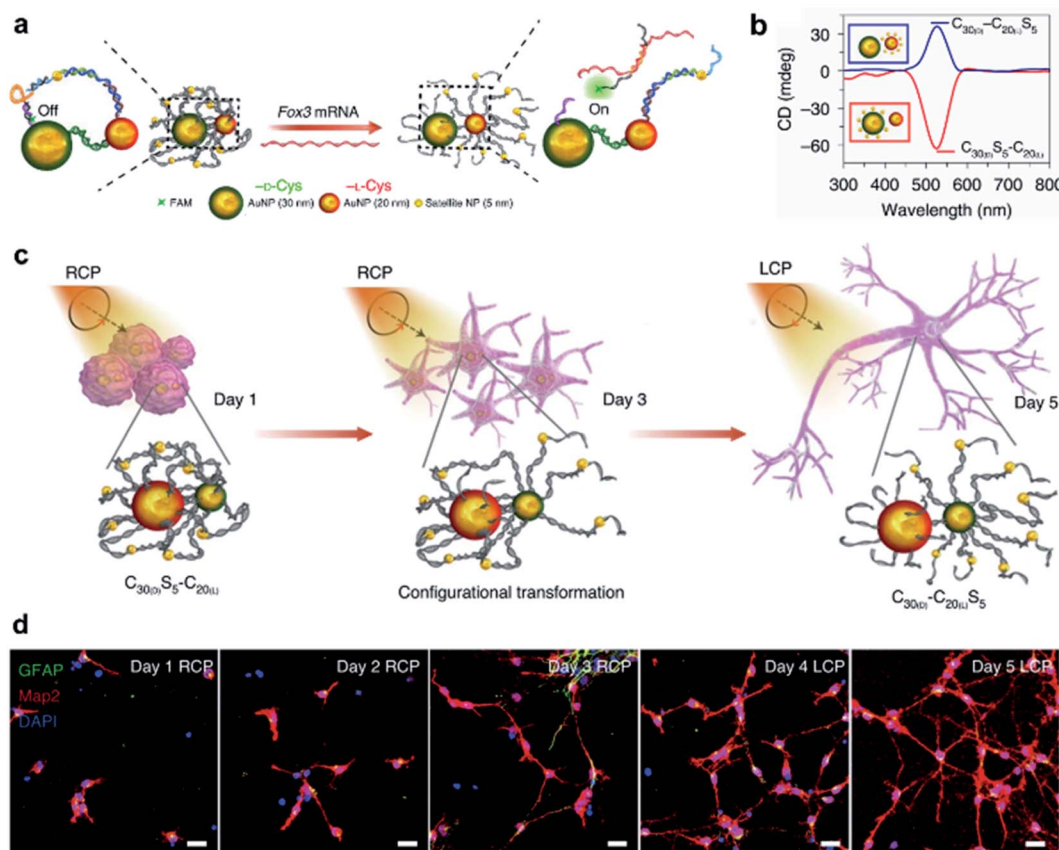 a
Off
Fox3 mRNA
On
–D-Cys
–L-Cys
FAM
AuNP (30 nm)
AuNP (20 nm)
Satellite NP (5 nm)
b
C30(D)–C20(L)S5
C30(D)S5-C20(L)
CD (mdeg)
30
0
−30
−60
300 400 500 600 700 800
Wavelength (nm)
c
RCP
Day 1
C30(D)S5-C20(L)
RCP
Day 3
Configurational transformation
LCP
Day 5
C30(D)-C20(L)S5
d
GFAP
Map2
DAPI
Day 1 RCP
Day 2 RCP
Day 3 RCP
Day 4 LCP
Day 5 LCP